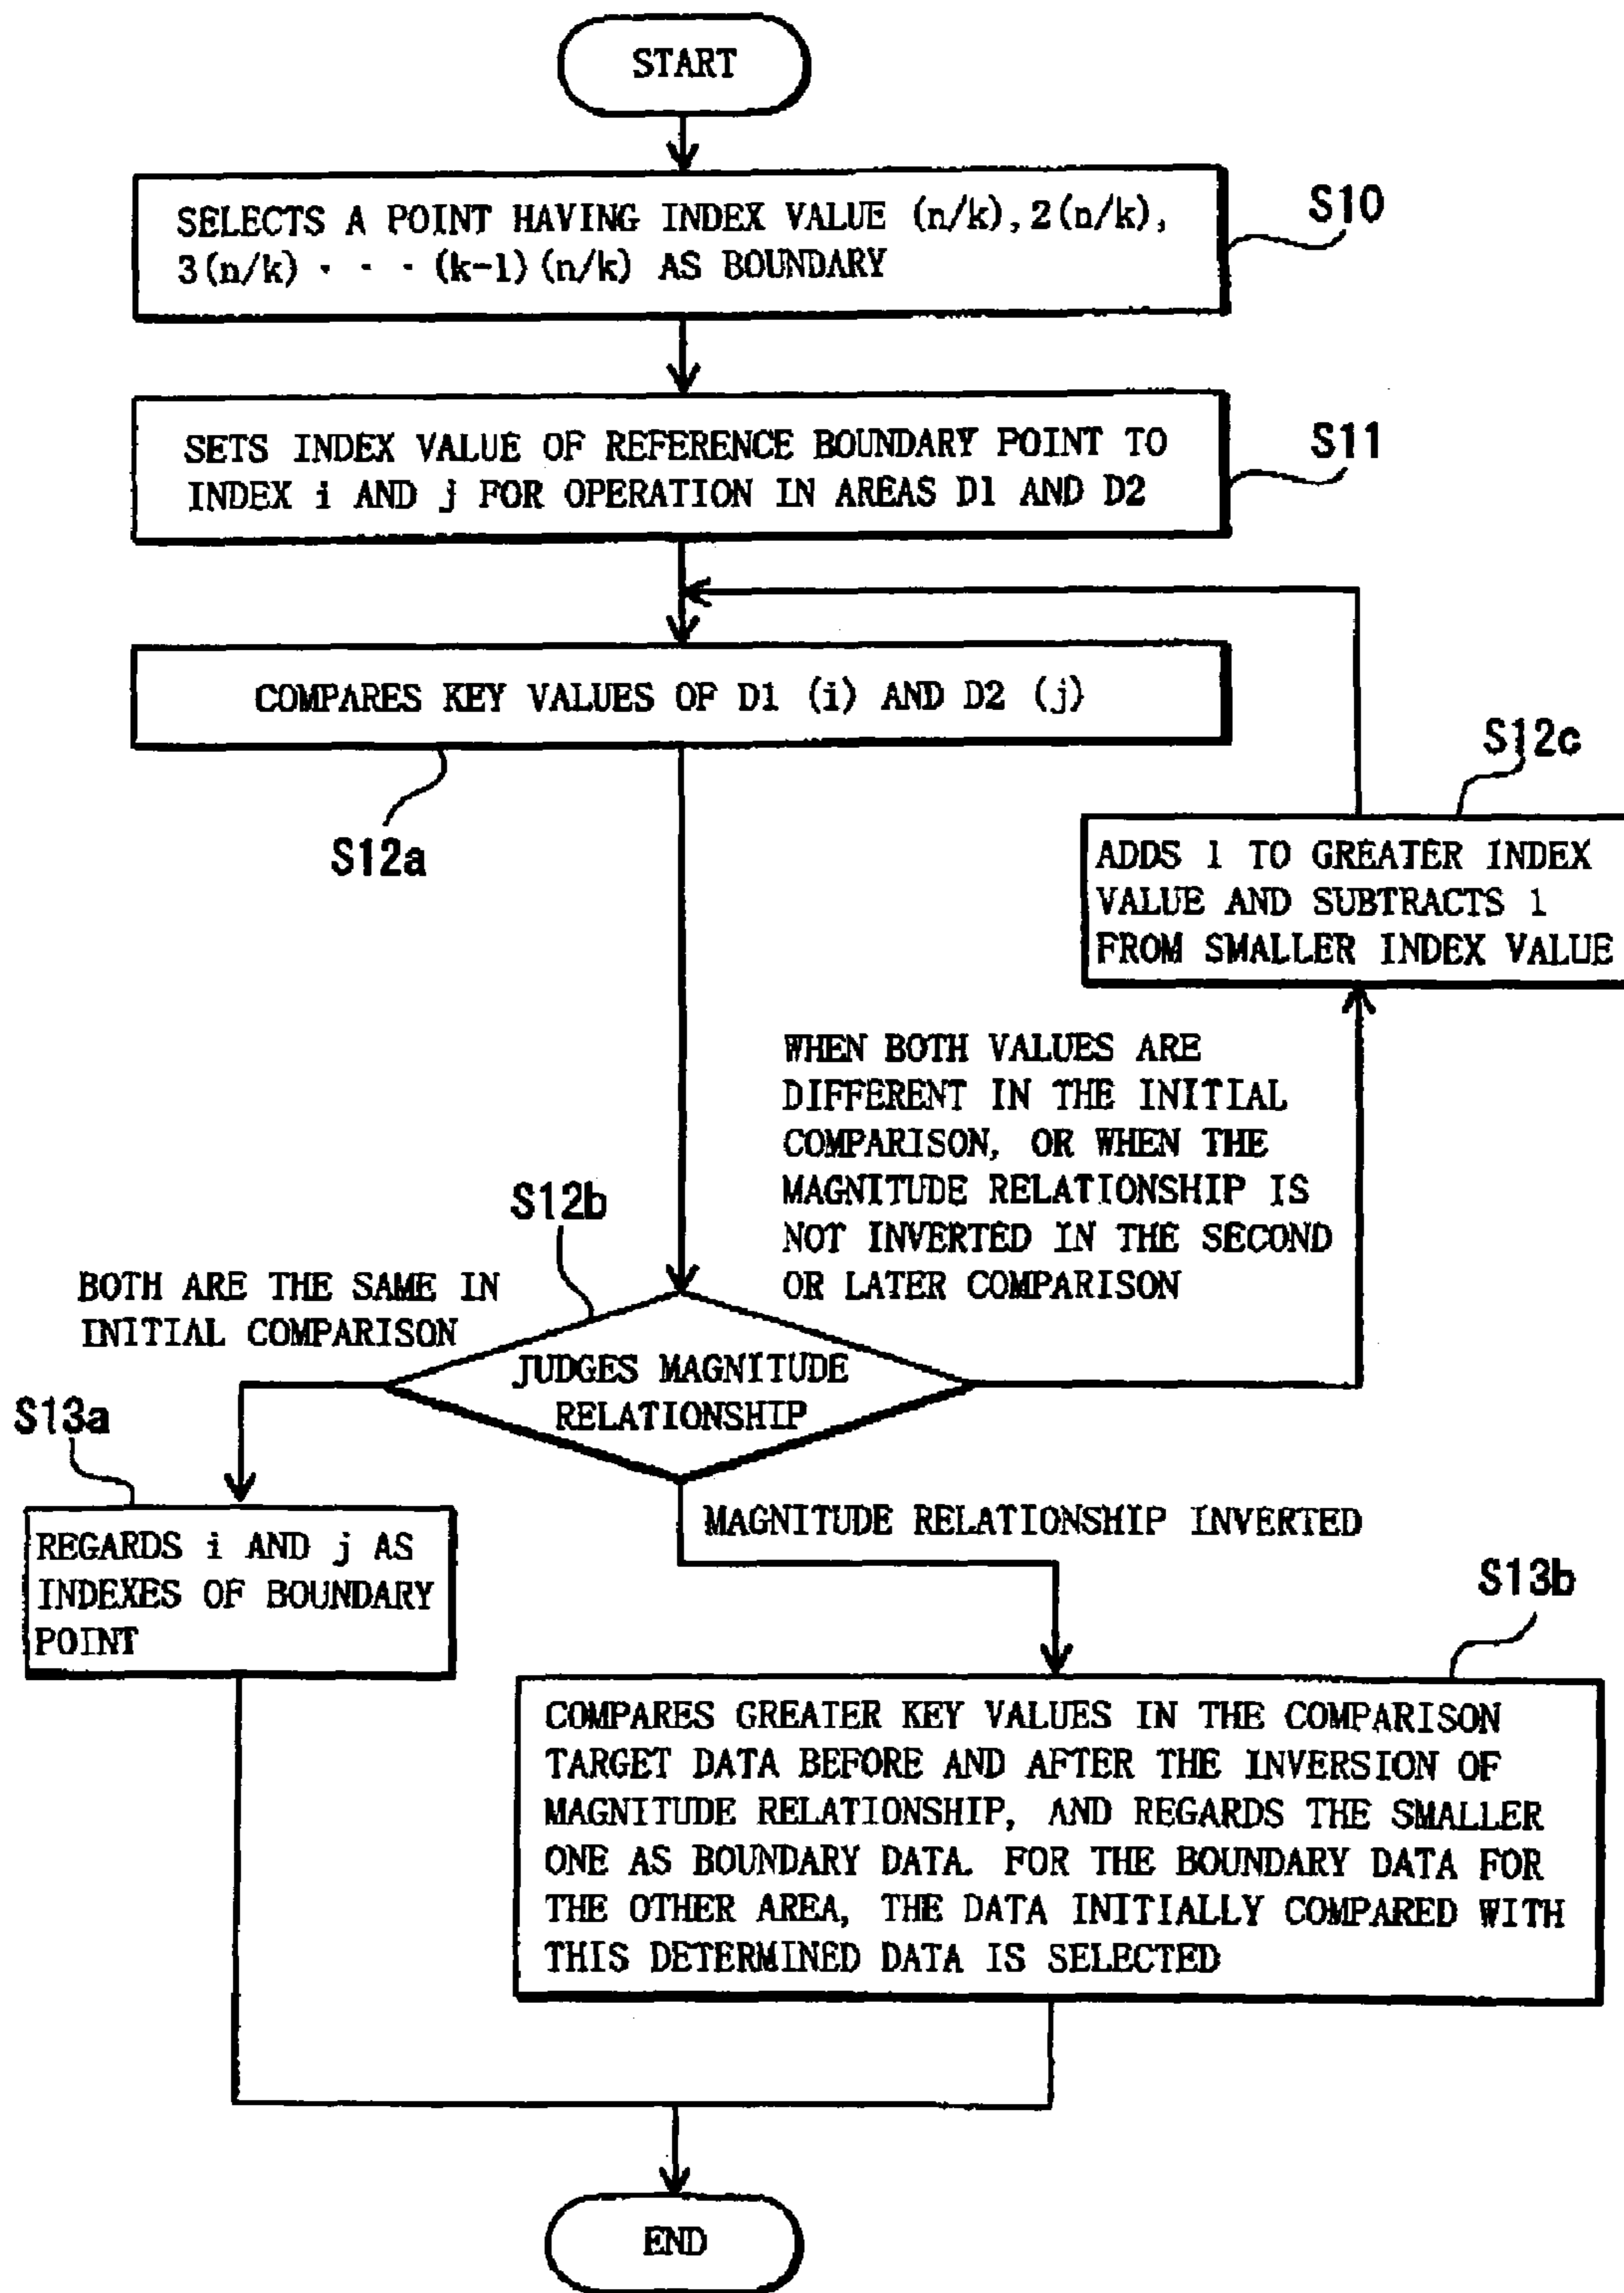 START
SELECTS A POINT HAVING INDEX VALUE (n/k), 2(n/k),
3(n/k) · · · (k-1)(n/k) AS BOUNDARY
S10
SETS INDEX VALUE OF REFERENCE BOUNDARY POINT TO
INDEX i AND j FOR OPERATION IN AREAS D1 AND D2
S11
COMPARES KEY VALUES OF D1 (i) AND D2 (j)
S12a
S12c
ADDS 1 TO GREATER INDEX
VALUE AND SUBTRACTS 1
FROM SMALLER INDEX VALUE
WHEN BOTH VALUES ARE
DIFFERENT IN THE INITIAL
COMPARISON, OR WHEN THE
MAGNITUDE RELATIONSHIP IS
NOT INVERTED IN THE SECOND
OR LATER COMPARISON
S12b
BOTH ARE THE SAME IN
INITIAL COMPARISON
JUDGES MAGNITUDE
RELATIONSHIP
S13a
REGARDS i AND j AS
INDEXES OF BOUNDARY
POINT
MAGNITUDE RELATIONSHIP INVERTED
S13b
COMPARES GREATER KEY VALUES IN THE COMPARISON
TARGET DATA BEFORE AND AFTER THE INVERSION OF
MAGNITUDE RELATIONSHIP, AND REGARDS THE SMALLER
ONE AS BOUNDARY DATA. FOR THE BOUNDARY DATA FOR
THE OTHER AREA, THE DATA INITIALLY COMPARED WITH
THIS DETERMINED DATA IS SELECTED
END